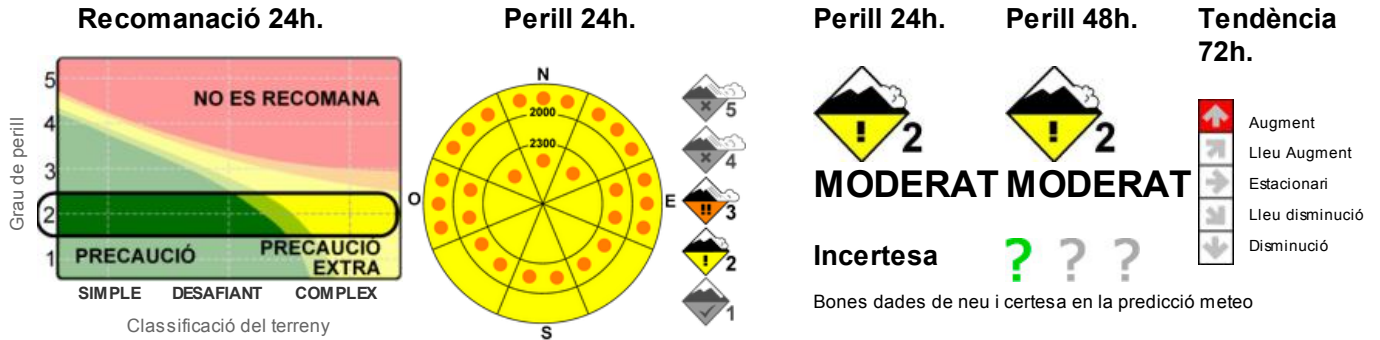 Recomanació 24h.
Perill 24h.
Perill 24h.
Perill 48h.
Tendència
72h.
Grau de perill
5
4
3
2
1
NO ES RECOMANA
PRECAUCIÓ
PRECAUCIÓ
EXTRA
SIMPLE DESAFIANT COMPLEX
Classificació del terreny
N
2000
2300
O
E
S
5
4
!! 3
! 2
1
! 2
MODERAT
! 2
MODERAT
Augment
Lleu Augment
Estacionari
Lleu disminució
Disminució
Incertesa
? ? ?
Bones dades de neu i certesa en la predicció meteo